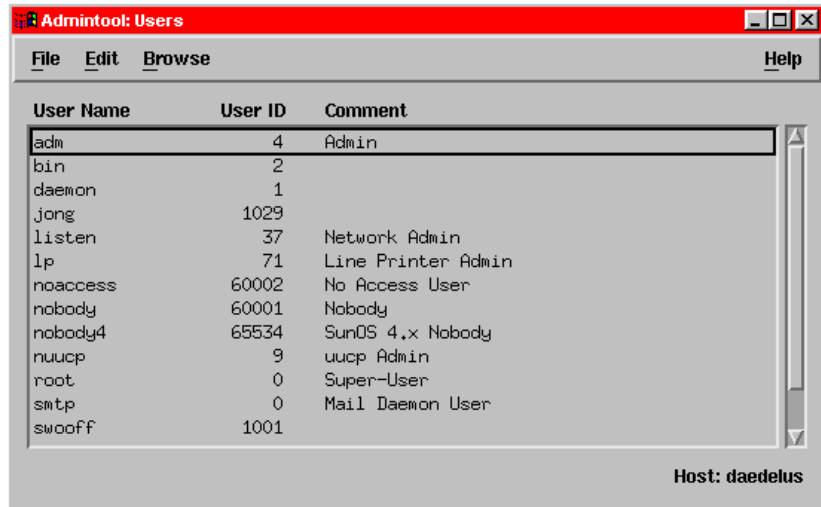 Admintool: Users
File Edit Browse Help
User Name User ID Comment
adm 4 Admin
bin 2
daemon 1
jong 1029
listen 37 Network Admin
lp 71 Line Printer Admin
noaccess 60002 No Access User
nobody 60001 Nobody
nobody4 65534 SunOS 4.x Nobody
nuucp 9 uucp Admin
root 0 Super-User
smtp 0 Mail Daemon User
swooff 1001
Host: daedelus